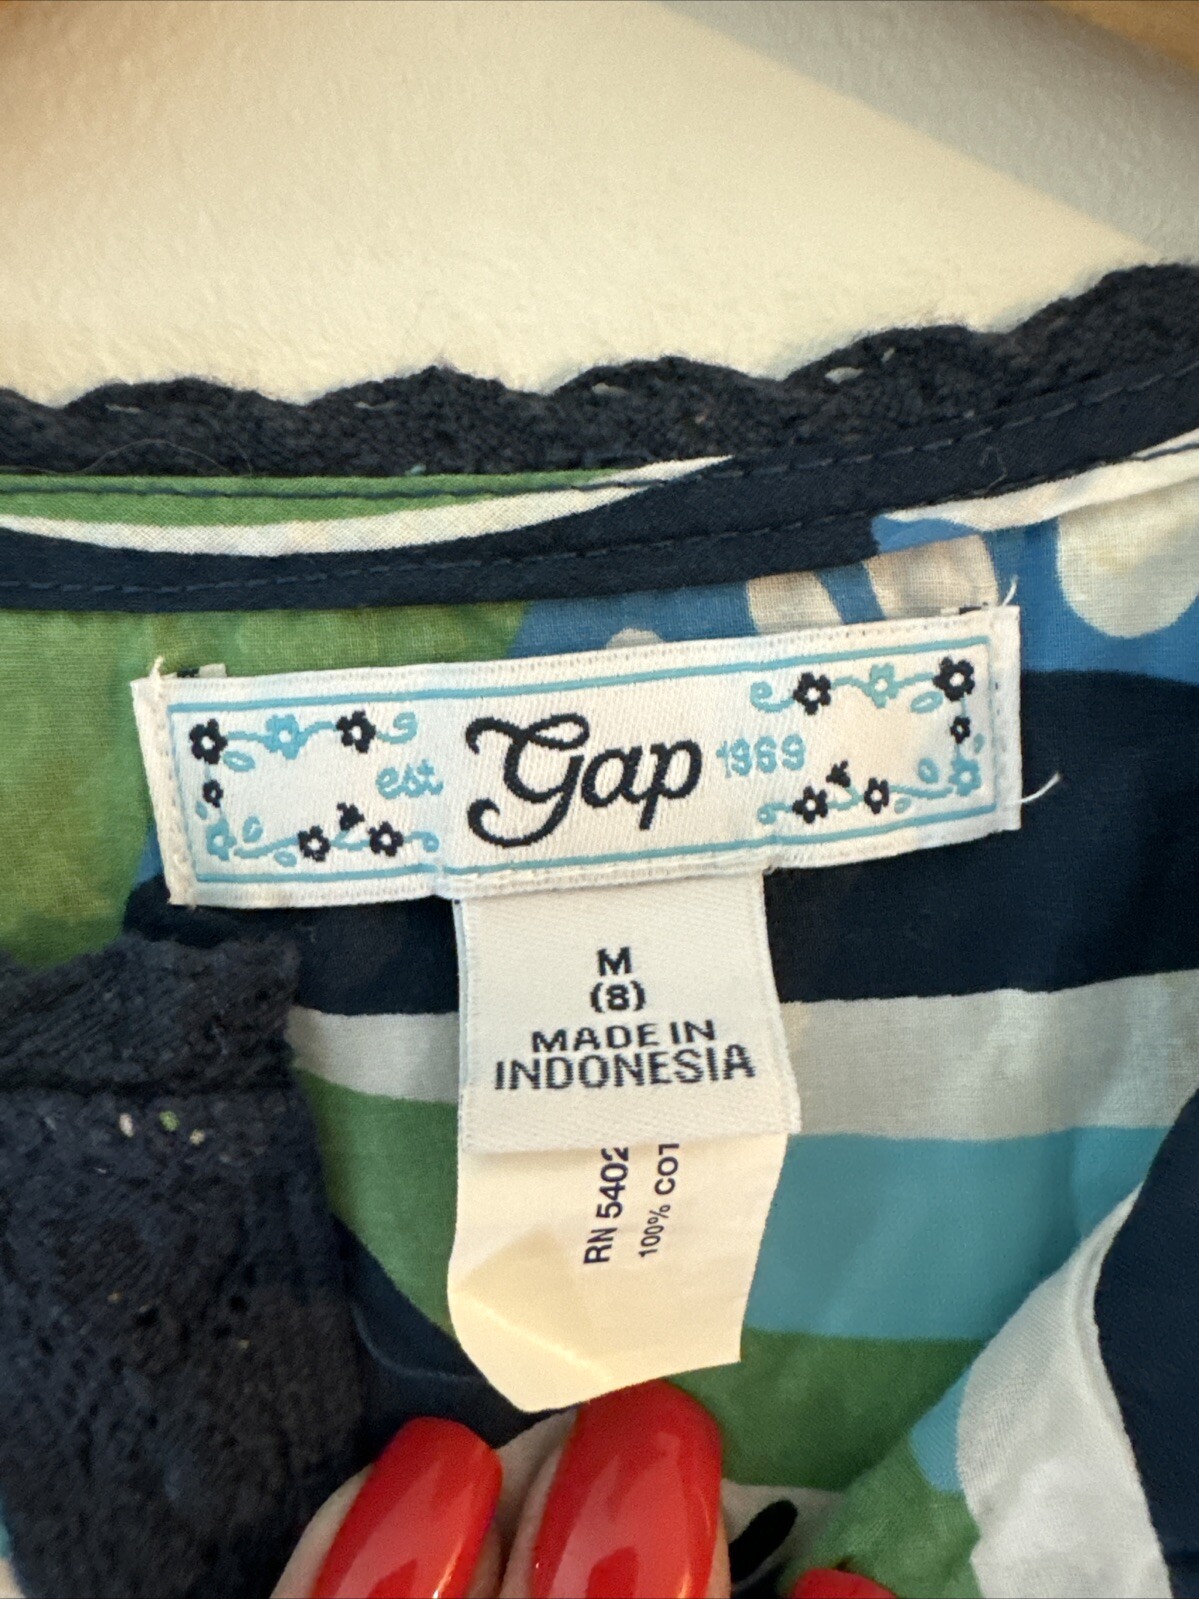 est Gap 1969
M
(8)
MADE IN
INDONESIA
RN 5402
100% COT